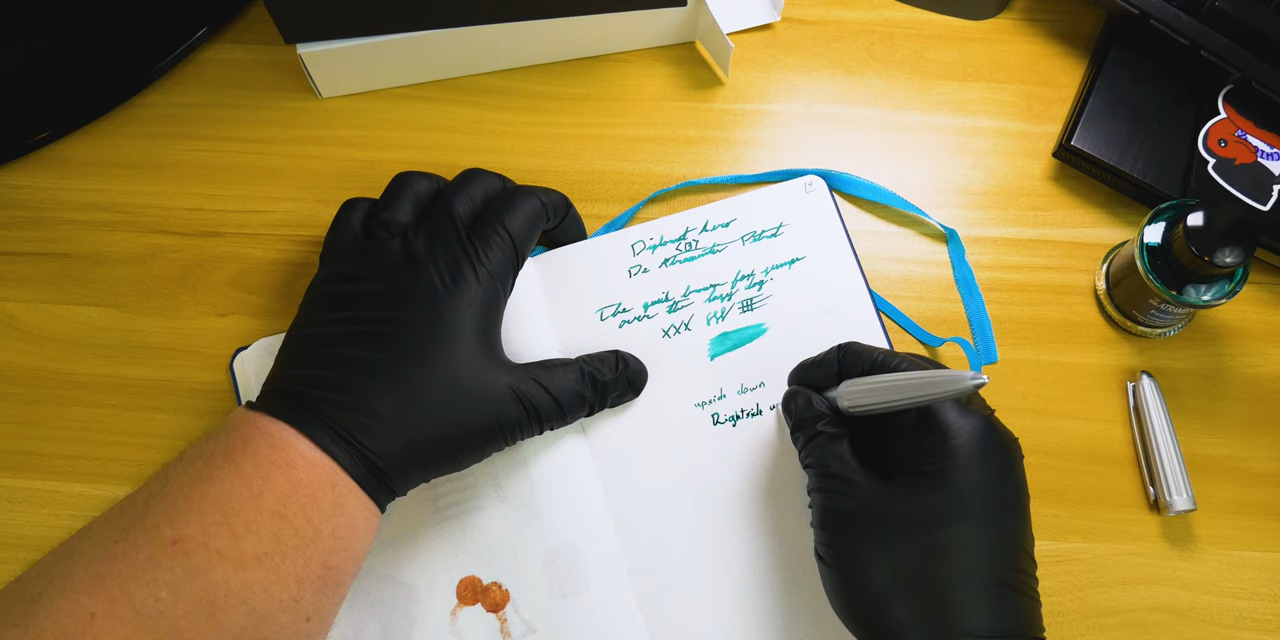 Diplomat Aero
<B>
De Atramentis Petrol
The quick brown fox jumps
over the lazy dog.
XXX
upside down
Rightside u